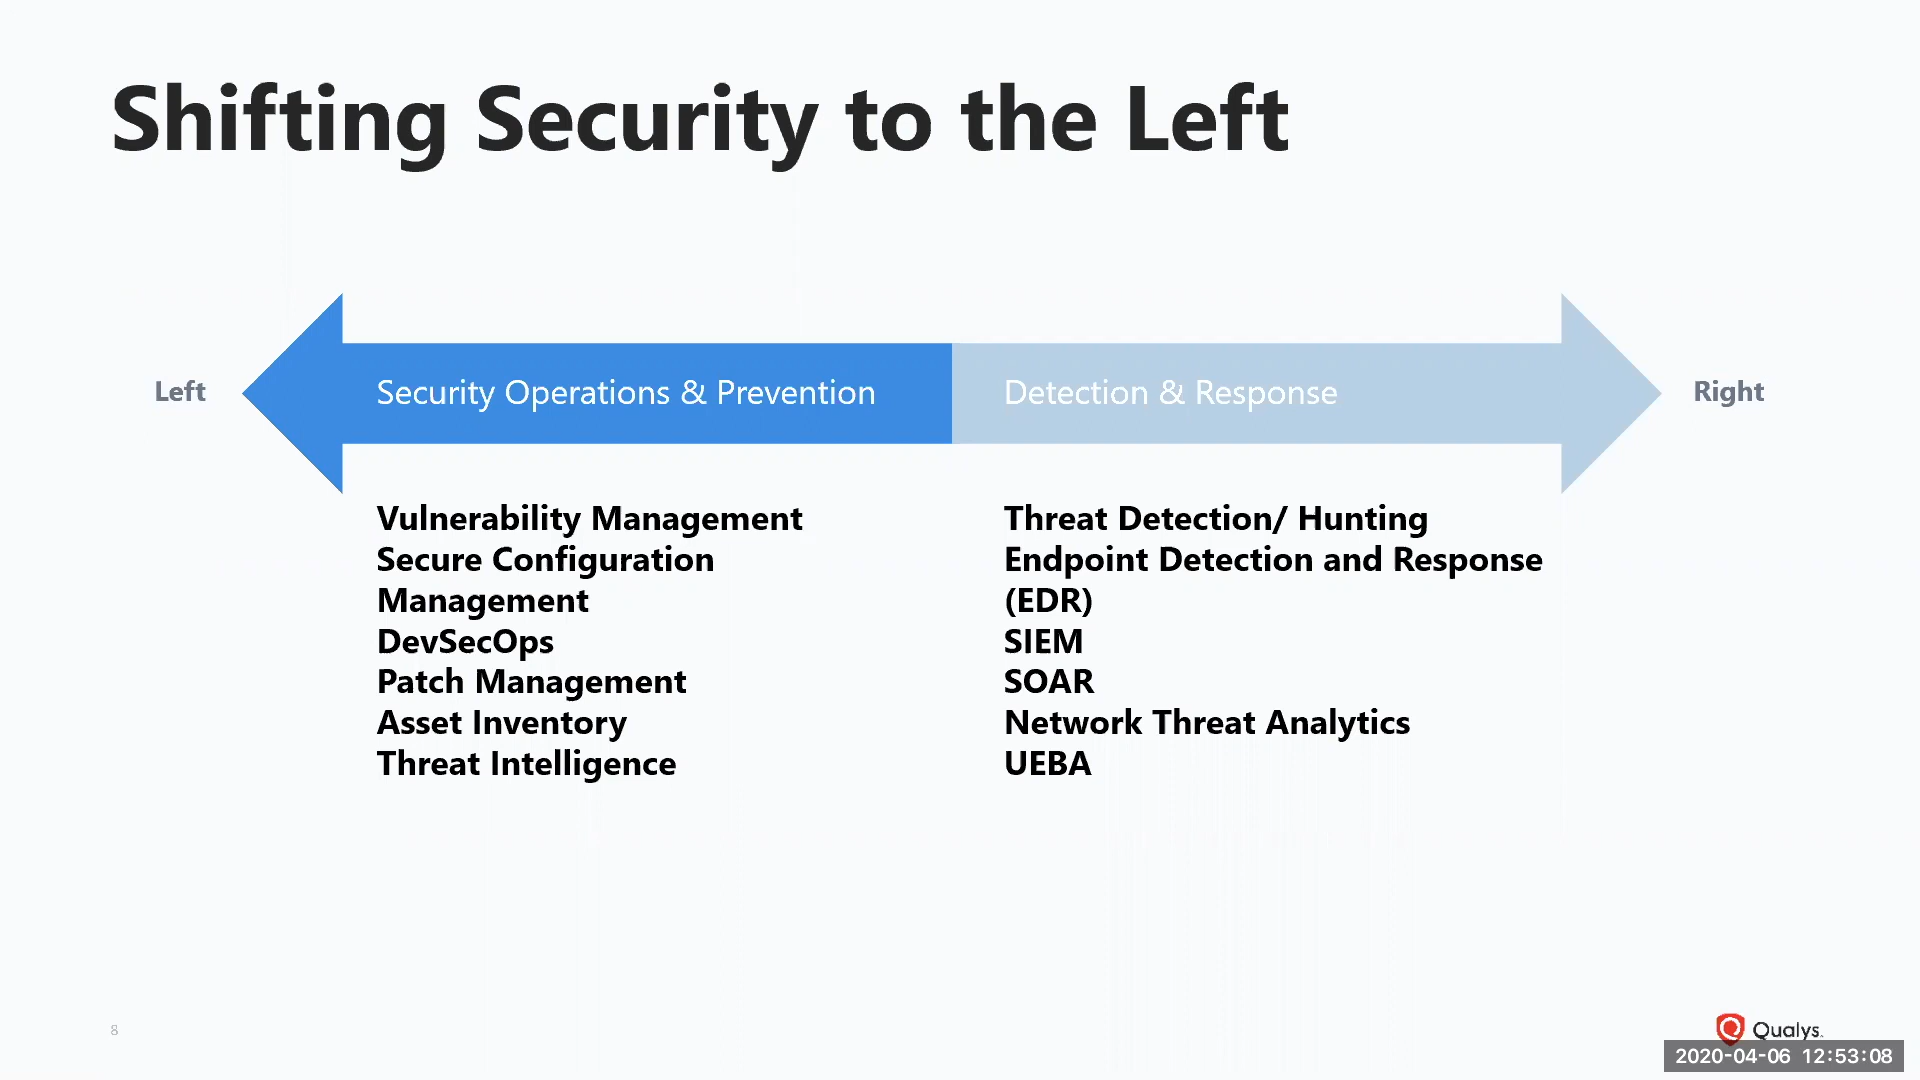 Shifting Security to the Left
Left
Security Operations & Prevention
Detection & Response
Right
Vulnerability Management
Secure Configuration
Management
DevSecOps
Patch Management
Asset Inventory
Threat Intelligence
Threat Detection/ Hunting
Endpoint Detection and Response
(EDR)
SIEM
SOAR
Network Threat Analytics
UEBA
8
Qualys.
2020-04-06 12:53:08